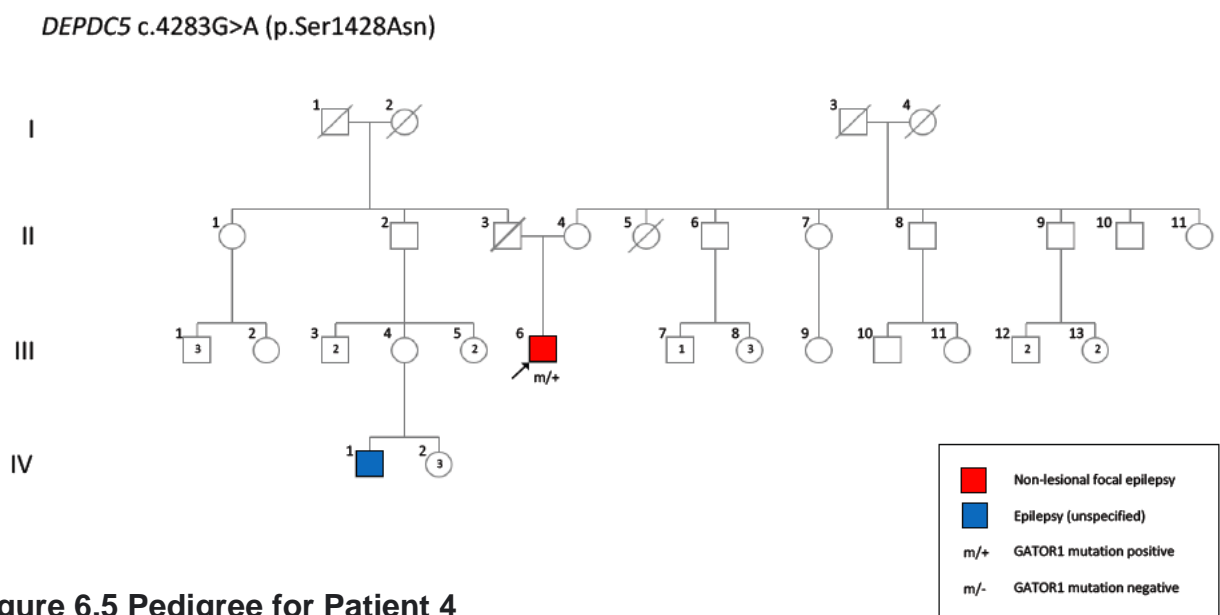 DEPDC5 c.4283G>A (p.Ser1428Asn)
1 2 3 4
I
1 2 3 4 5 6 7 8 9 10 11
II
1 2 3 4 5 6 7 8 9 10 11 12 13
III
3 2 2 1 3 2 2
m/+
1 2
IV
3
Non-lesional focal epilepsy
Epilepsy (unspecified)
m/+ GATOR1 mutation positive
m/- GATOR1 mutation negative
gure 6.5 Pedigree for Patient 4